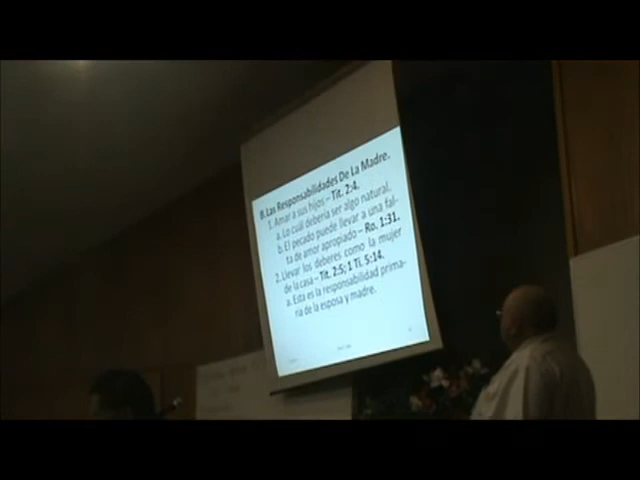 B. Las Responsabilidades De La Madre.
1. Amar a sus hijos – Tit. 2:4.
a. Lo cuál debería ser algo natural.
b. El pecado puede llevar a una fal-
ta de amor apropiado – Ro. 1:31.
2. Llevar los deberes como la mujer
de la casa – Tit. 2:5; 1 Ti. 5:14.
a. Esta es la responsabilidad prima-
ria de la esposa y madre.